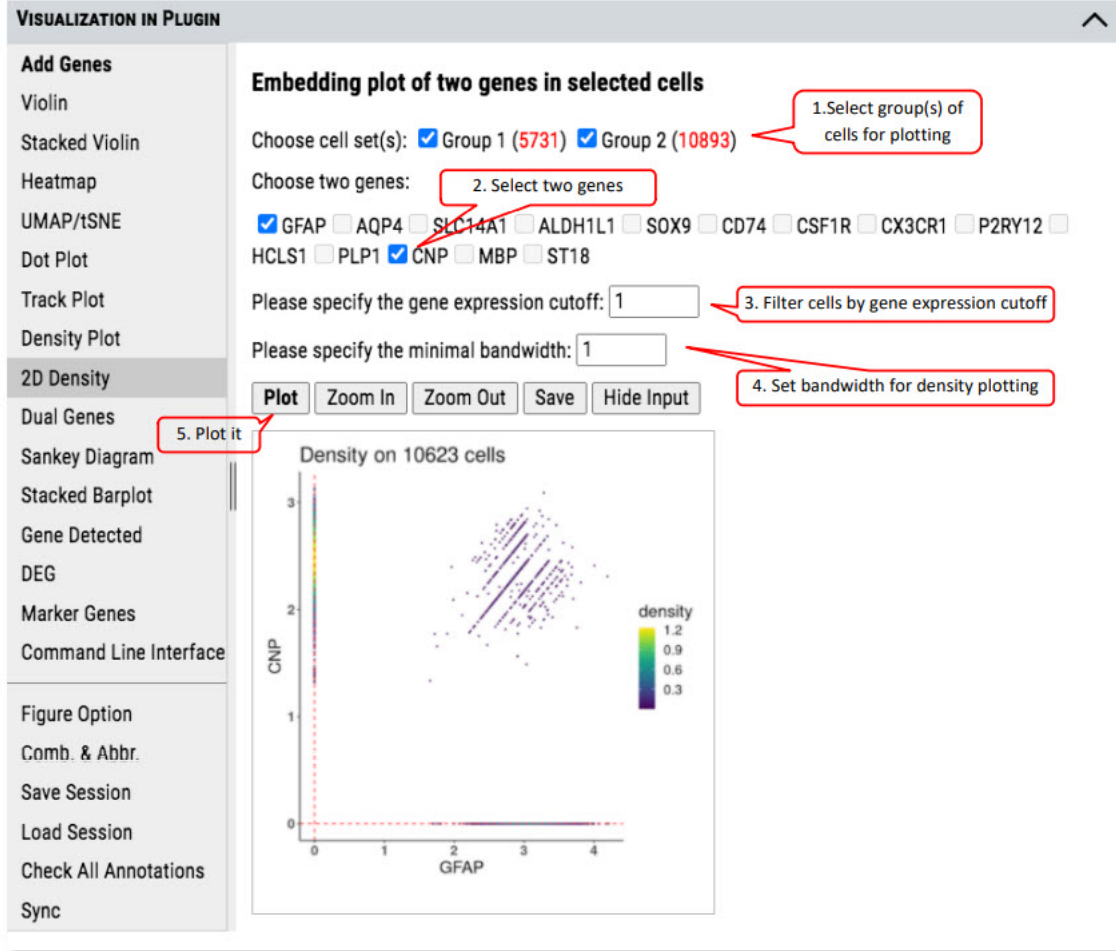 VISUALIZATION IN PLUGIN
Add Genes
Violin
Stacked Violin
Heatmap
UMAP/tSNE
Dot Plot
Track Plot
Density Plot
2D Density
Dual Genes
Sankey Diagram
Stacked Barplot
Gene Detected
DEG
Marker Genes
Command Line Interface
Figure Option
Comb. & Abbr.
Save Session
Load Session
Check All Annotations
Sync
Embedding plot of two genes in selected cells
1.Select group(s) of
cells for plotting
Choose cell set(s): Group 1 (5731) Group 2 (10893)
Choose two genes:
2. Select two genes
GFAP AQP4 SLC14A1 ALDH1L1 SOX9 CD74 CSF1R CX3CR1 P2RY12
HCLS1 PLP1 CNP MBP ST18
Please specify the gene expression cutoff: 1
3. Filter cells by gene expression cutoff
Please specify the minimal bandwidth: 1
4. Set bandwidth for density plotting
Plot Zoom In Zoom Out Save Hide Input
5. Plot it
Density on 10623 cells
3
2
1
0
CNP
0 1 2 3 4
GFAP
density
1.2
0.9
0.6
0.3